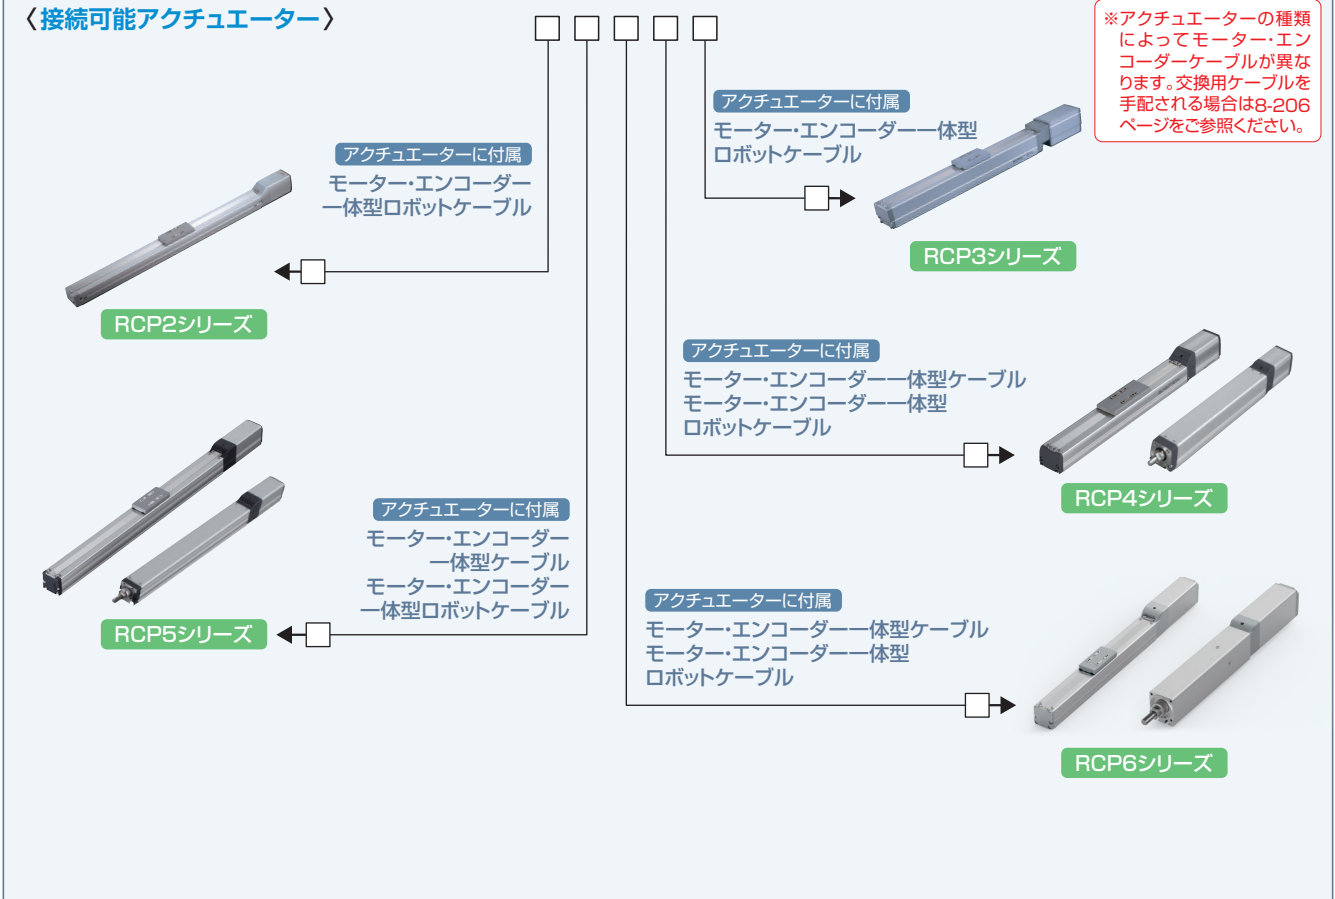 〈接続可能アクチュエーター〉
※アクチュエーターの種類
によってモーター・エン
コーダーケーブルが異な
ります。交換用ケーブルを
手配される場合は8-206
ページをご参照ください。
アクチュエーターに付属
モーター・エンコーダー
一体型ロボットケーブル
RCP2シリーズ
アクチュエーターに付属
モーター・エンコーダー一体型
ロボットケーブル
RCP3シリーズ
アクチュエーターに付属
モーター・エンコーダー一体型ケーブル
モーター・エンコーダー一体型
ロボットケーブル
RCP4シリーズ
アクチュエーターに付属
モーター・エンコーダー
一体型ケーブル
モーター・エンコーダー
一体型ロボットケーブル
RCP5シリーズ
アクチュエーターに付属
モーター・エンコーダー一体型ケーブル
モーター・エンコーダー一体型
ロボットケーブル
RCP6シリーズ